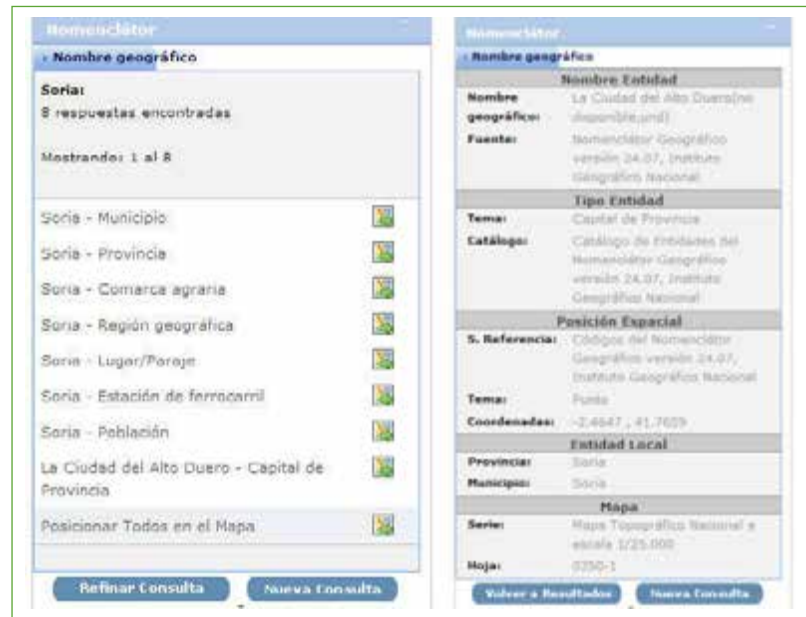 Nomenclátor
Nombre geográfico
Soria:
8 respuestas encontradas
Mostrando: 1 al 8
Soria - Municipio
Soria - Provincia
Soria - Comarca agraria
Soria - Región geográfica
Soria - Lugar/Paraje
Soria - Estación de ferrocarril
Soria - Población
La Ciudad del Alto Duero - Capital de
Provincia
Posicionar Todos en el Mapa
Refinar Consulta Nueva Consulta
Nomenclátor
Nombre geográfico
Nombre Entidad
Nombre La Ciudad del Alto Duero(no
geográfico: disponible,und)
Fuente: Nomenclátor Geográfico
versión 24.07, Instituto
Geográfico Nacional
Tipo Entidad
Tema: Capital de Provincia
Catálogo: Catálogo de Entidades del
Nomenclátor Geográfico
versión 24.07, Instituto
Geográfico Nacional
Posición Espacial
S. Referencia: Códigos del Nomenclátor
Geográfico versión 24.07,
Instituto Geográfico Nacional
Tema: Punto
Coordenadas: -2.4647 , 41.7659
Entidad Local
Provincia: Soria
Municipio: Soria
Mapa
Serie: Mapa Topográfico Nacional a
escala 1/25.000
Hoja: 0350-1
Volver a Resultados Nueva Consulta